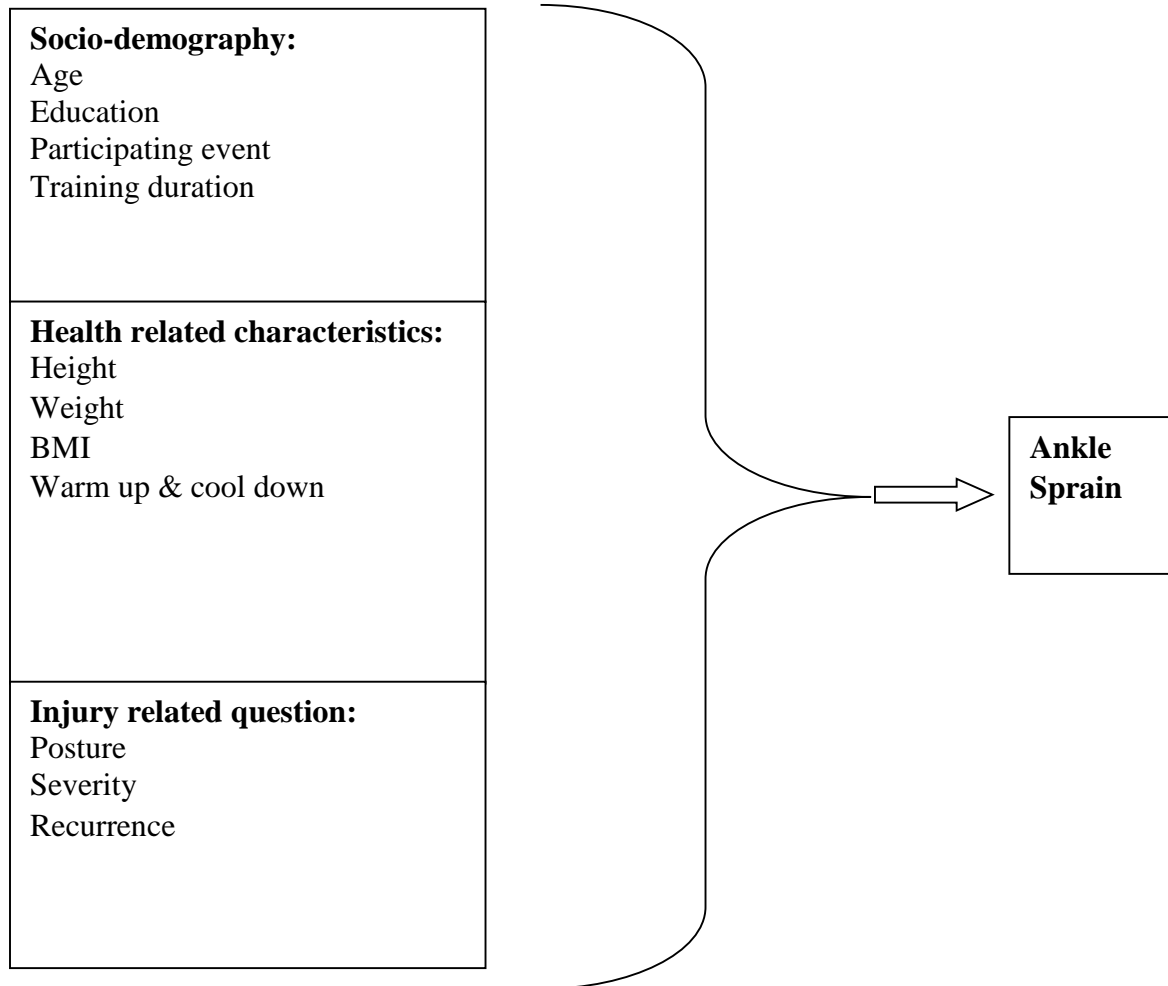 Socio-demography:
Age
Education
Participating event
Training duration
Health related characteristics:
Height
Weight
BMI
Warm up & cool down
Injury related question:
Posture
Severity
Recurrence
Ankle
Sprain